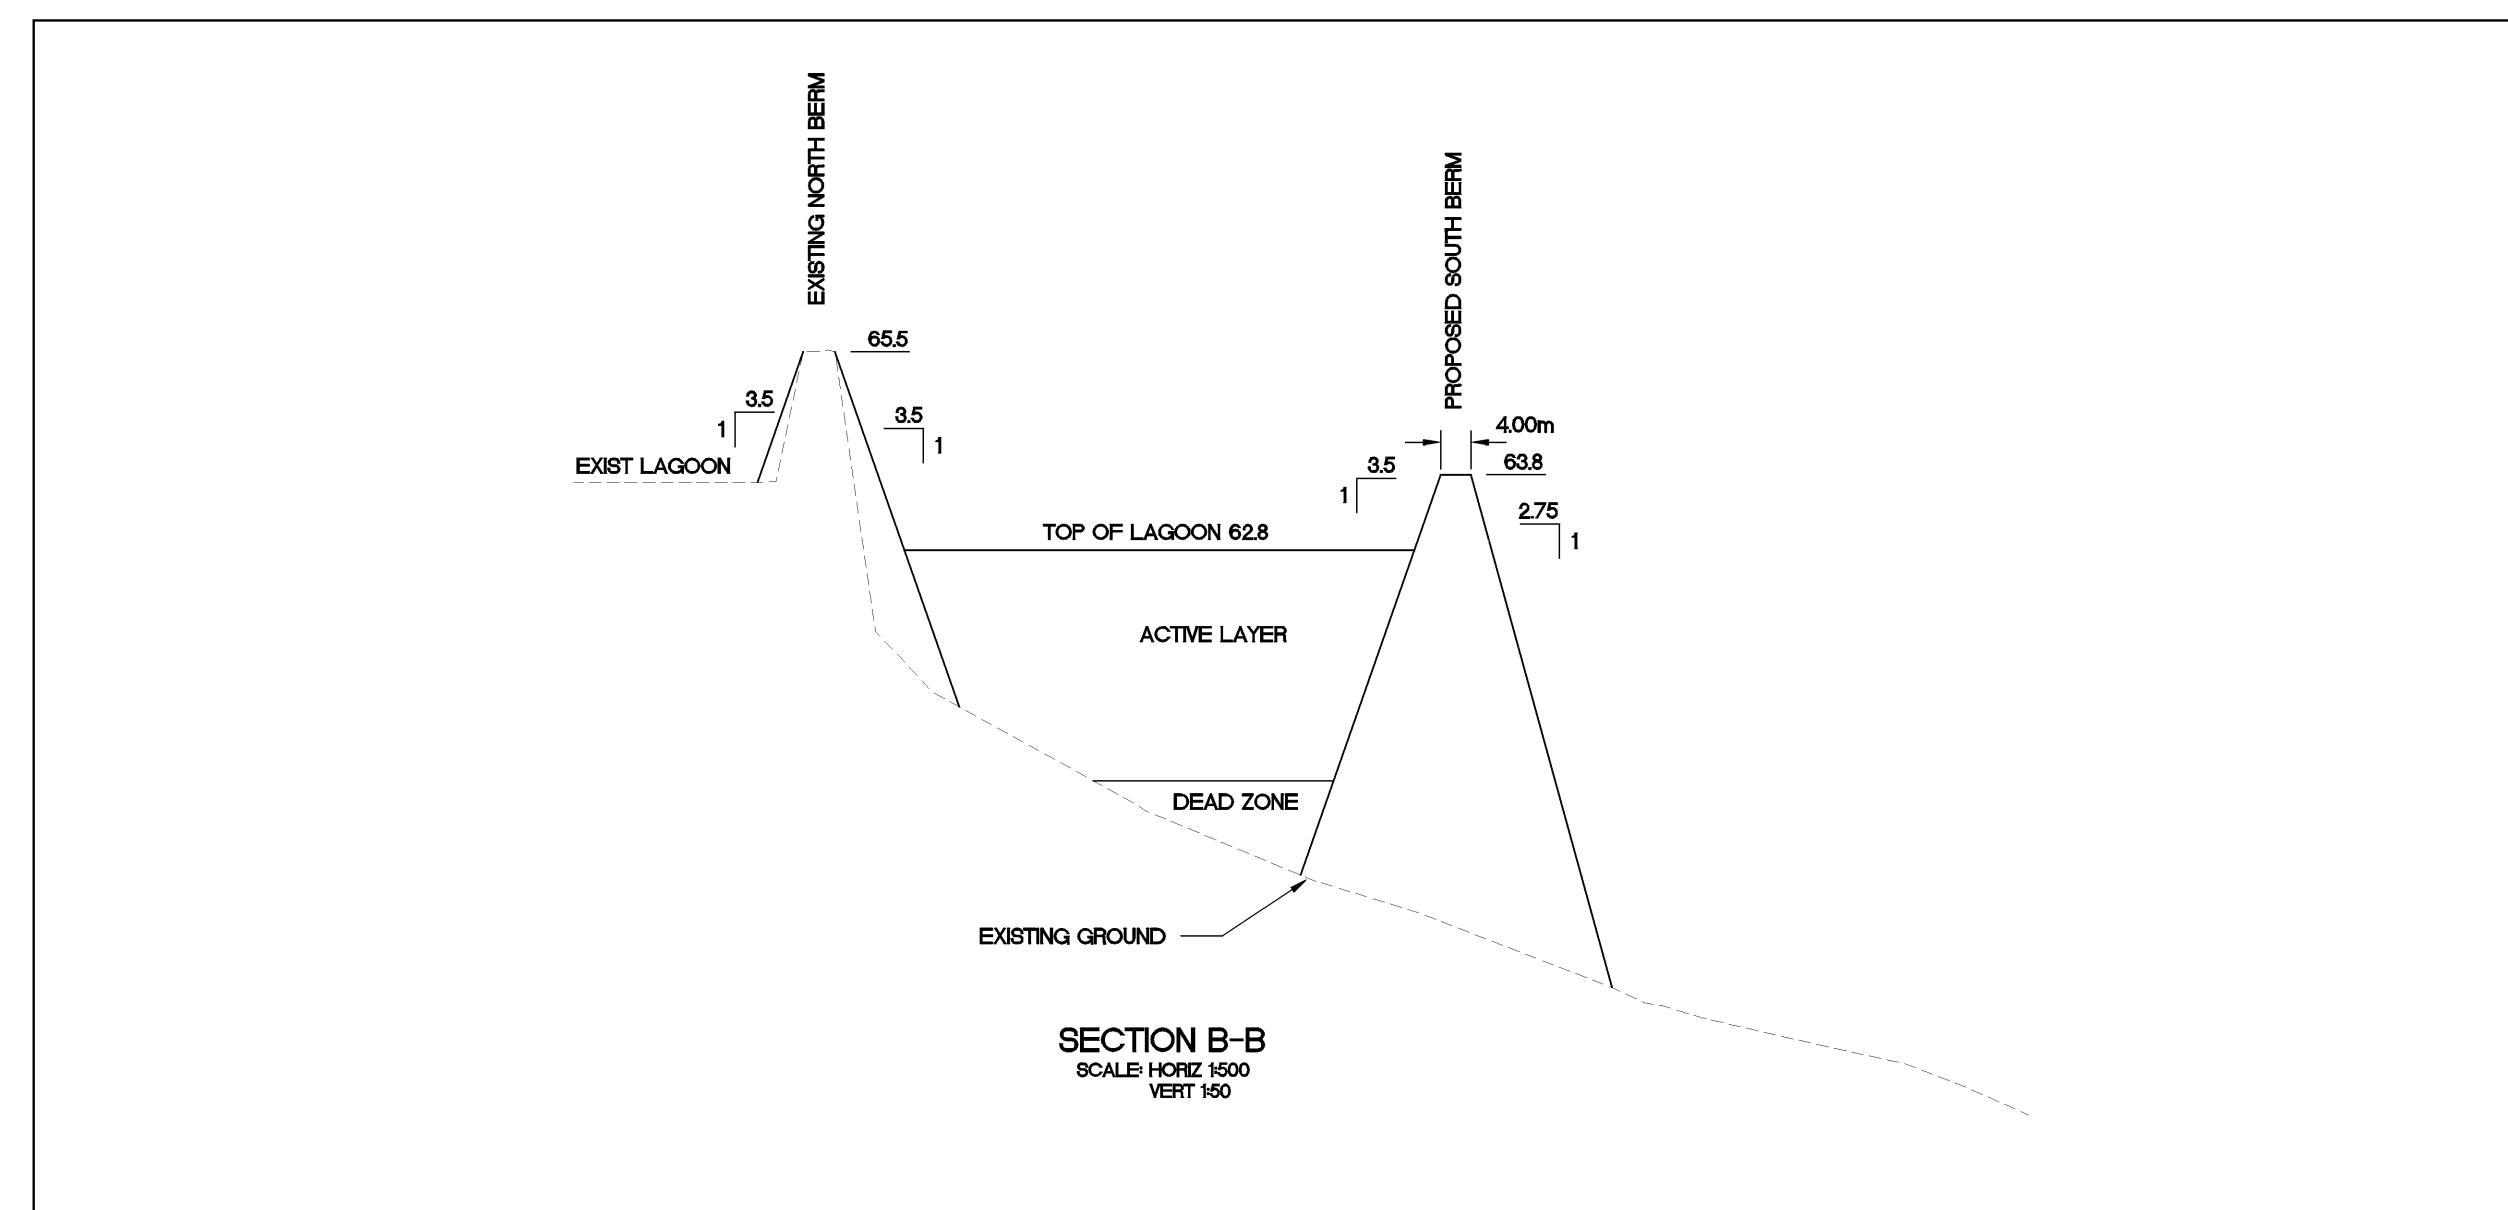 EXISTING NORTH BERM
PROPOSED SOUTH BERM
65.5
3.5
1
3.5
1
EXIST LAGOON
4.00m
3.5
1
63.8
2.75
1
TOP OF LAGOON 62.8
ACTIVE LAYER
DEAD ZONE
EXISTING GROUND
SECTION B-B
SCALE: HORIZ 1:500
VERT 1:50